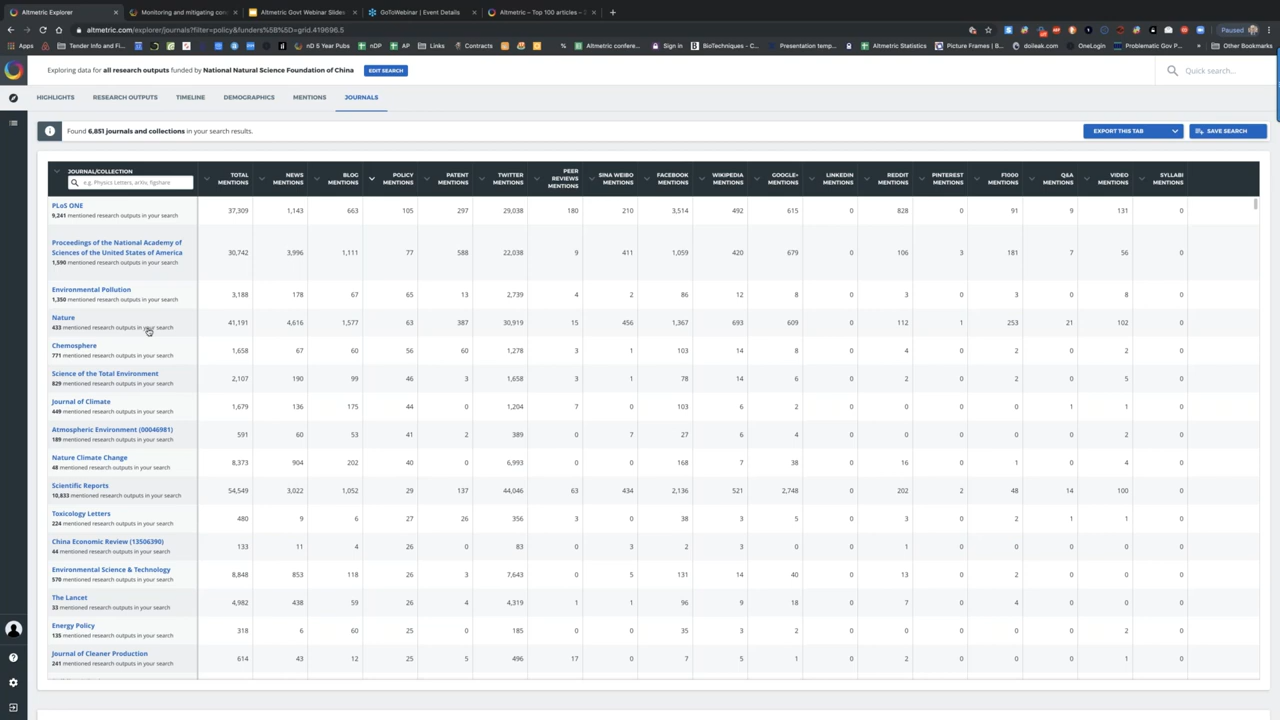 Altmetric Explorer
Monitoring and mitigating con
Altmetric Govt Webinar Slidev
GoToWebinar | Event Details
Altmetric – Top 100 articles –
altmetric.com/explorer/journals?filter=policy&funders%5B%5D=grid.419696.5
Paused
Apps
Tender Info and Fi...
nD 5 Year Pubs
nDP
AP
Links
Contracts
Altmetric confere...
Sign in
BioTechniques - C...
Presentation temp...
Altmetric Statistics
Picture Frames | B...
doileak.com
OneLogin
Problematic Gov P...
Other Bookmarks
Exploring data for all research outputs funded by National Natural Science Foundation of China
EDIT SEARCH
Quick search...
HIGHLIGHTS RESEARCH OUTPUTS TIMELINE DEMOGRAPHICS MENTIONS JOURNALS
Found 6,851 journals and collections in your search results.
EXPORT THIS TAB
SAVE SEARCH
JOURNAL/COLLECTION
e.g. Physics Letters, arXiv, figshare
TOTAL MENTIONS
NEWS MENTIONS
BLOG MENTIONS
POLICY MENTIONS
PATENT MENTIONS
TWITTER MENTIONS
PEER REVIEWS MENTIONS
SINA WEIBO MENTIONS
FACEBOOK MENTIONS
WIKIPEDIA MENTIONS
GOOGLE+ MENTIONS
LINKEDIN MENTIONS
REDDIT MENTIONS
PINTEREST MENTIONS
F1000 MENTIONS
Q&A MENTIONS
VIDEO MENTIONS
SYLLABI MENTIONS
PLoS ONE
9,241 mentioned research outputs in your search
37,309 1,143 663 105 297 29,038 180 210 3,514 492 615 0 828 0 91 9 131 0
Proceedings of the National Academy of
Sciences of the United States of America
1,590 mentioned research outputs in your search
30,742 3,996 1,111 77 588 22,038 9 411 1,059 420 679 0 106 3 181 7 56 0
Environmental Pollution
1,350 mentioned research outputs in your search
3,188 178 67 65 13 2,739 2 86 12 8 0 3 0 3 0 8 0
Nature
433 mentioned research outputs in your search
41,191 4,616 1,577 63 387 30,919 15 456 1,367 693 609 0 112 1 253 21 102 0
Chemosphere
771 mentioned research outputs in your search
1,658 67 60 56 60 1,278 1 103 14 8 0 4 0 2 0 2 0
Science of the Total Environment
829 mentioned research outputs in your search
2,107 190 99 46 3 1,658 1 78 14 6 0 2 0 2 0 5 0
Journal of Climate
449 mentioned research outputs in your search
1,679 136 175 44 0 1,204 0 0 103 6 2 0 0 0 0 1 1 0
Atmospheric Environment (00046981)
189 mentioned research outputs in your search
591 60 53 41 2 389 0 7 27 6 4 0 0 0 0 0 2 0
Nature Climate Change
48 mentioned research outputs in your search
8,373 904 202 40 0 6,993 0 0 168 7 38 0 16 0 1 0 4 0
Scientific Reports
10,833 mentioned research outputs in your search
54,549 3,022 1,052 29 137 44,046 63 434 2,136 521 2,748 0 202 2 48 14 100 0
Toxicology Letters
224 mentioned research outputs in your search
480 9 6 27 26 356 0 38 3 5 0 3 0 2 1 1 0
China Economic Review (13506390)
44 mentioned research outputs in your search
133 11 4 26 0 83 0 3 2 3 0 0 1 0 0 0 0 0
Environmental Science & Technology
570 mentioned research outputs in your search
8,848 853 118 26 3 7,643 5 131 14 40 0 13 0 2 0 0 0
The Lancet
33 mentioned research outputs in your search
4,982 438 59 26 4 4,319 1 1 96 9 18 0 7 0 4 0 0 0
Energy Policy
135 mentioned research outputs in your search
318 6 60 25 0 185 0 0 35 3 2 0 0 0 0 0 2 0
Journal of Cleaner Production
241 mentioned research outputs in your search
614 43 12 25 5 496 17 0 7 5 1 0 2 0 0 0 1 0